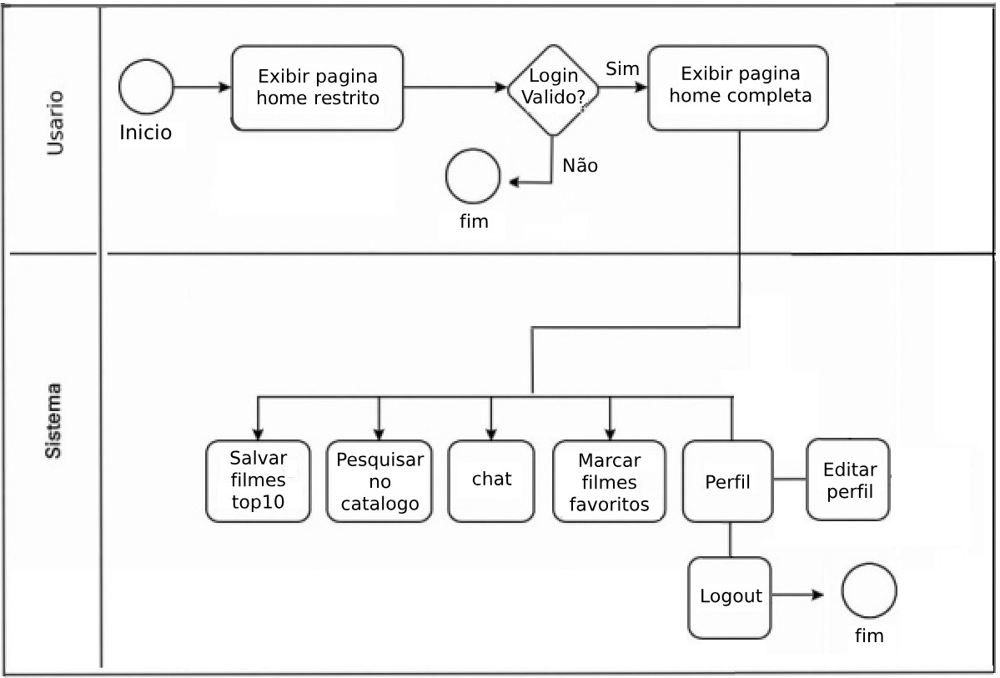 Usario
Inicio
Exibir pagina
home restrito
Login
Valido?
Sim
Exibir pagina
home completa
Não
fim
Sistema
Salvar
filmes
top10
Pesquisar
no
catalogo
chat
Marcar
filmes
favoritos
Perfil
Editar
perfil
Logout
fim